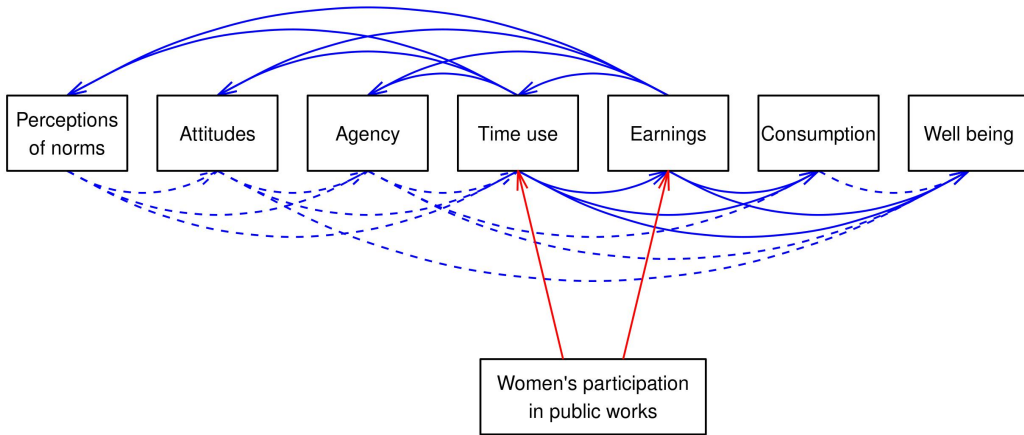 Perceptions
of norms
Attitudes
Agency
Time use
Earnings
Consumption
Well being
Women's participation
in public works